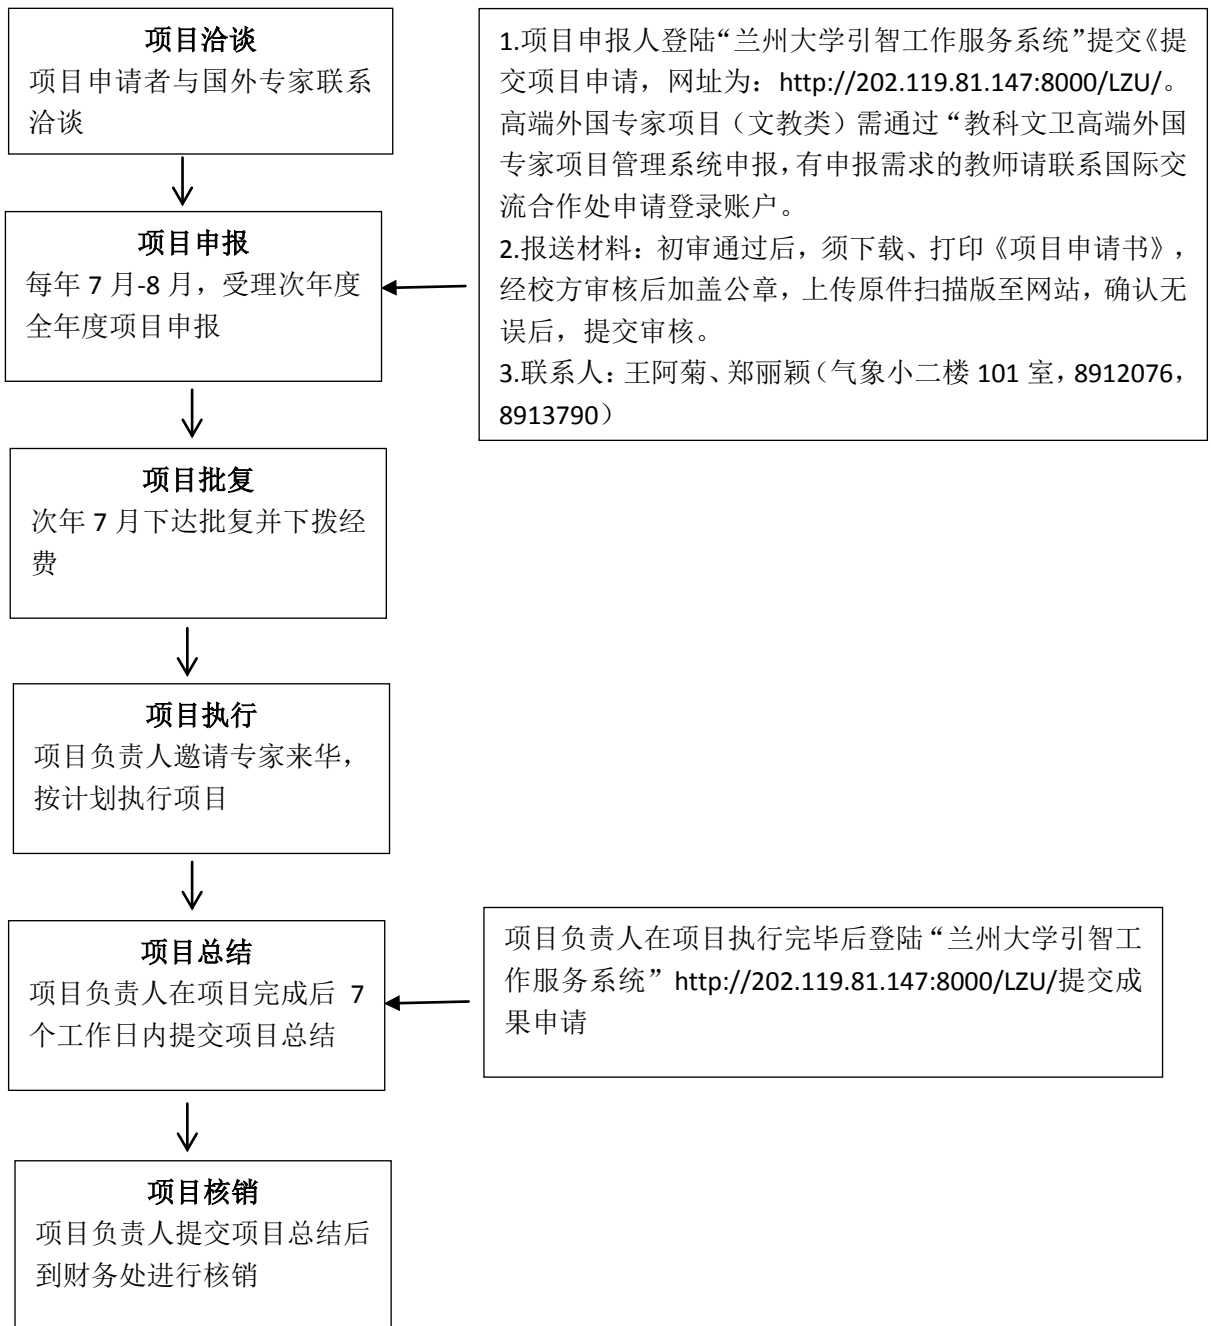 项目洽谈
项目申请者与国外专家联系
洽谈
1.项目申报人登陆“兰州大学引智工作服务系统”提交《提
交项目申请，网址为：http://202.119.81.147:8000/LZU/。
高端外国专家项目（文教类）需通过“教科文卫高端外国
专家项目管理系统申报，有申报需求的教师请联系国际交
流合作处申请登录账户。
2.报送材料：初审通过后，须下载、打印《项目申请书》，
经校方审核后加盖公章，上传原件扫描版至网站，确认无
误后，提交审核。
3.联系人：王阿菊、郑丽颖（气象小二楼 101 室，8912076，
8913790）
项目申报
每年 7 月-8 月，受理次年度
全年度项目申报
项目批复
次年 7 月下达批复并下拨经
费
项目执行
项目负责人邀请专家来华，
按计划执行项目
项目总结
项目负责人在项目完成后 7
个工作日内提交项目总结
项目负责人在项目执行完毕后登陆“兰州大学引智工
作服务系统”http://202.119.81.147:8000/LZU/提交成
果申请
项目核销
项目负责人提交项目总结后
到财务处进行核销